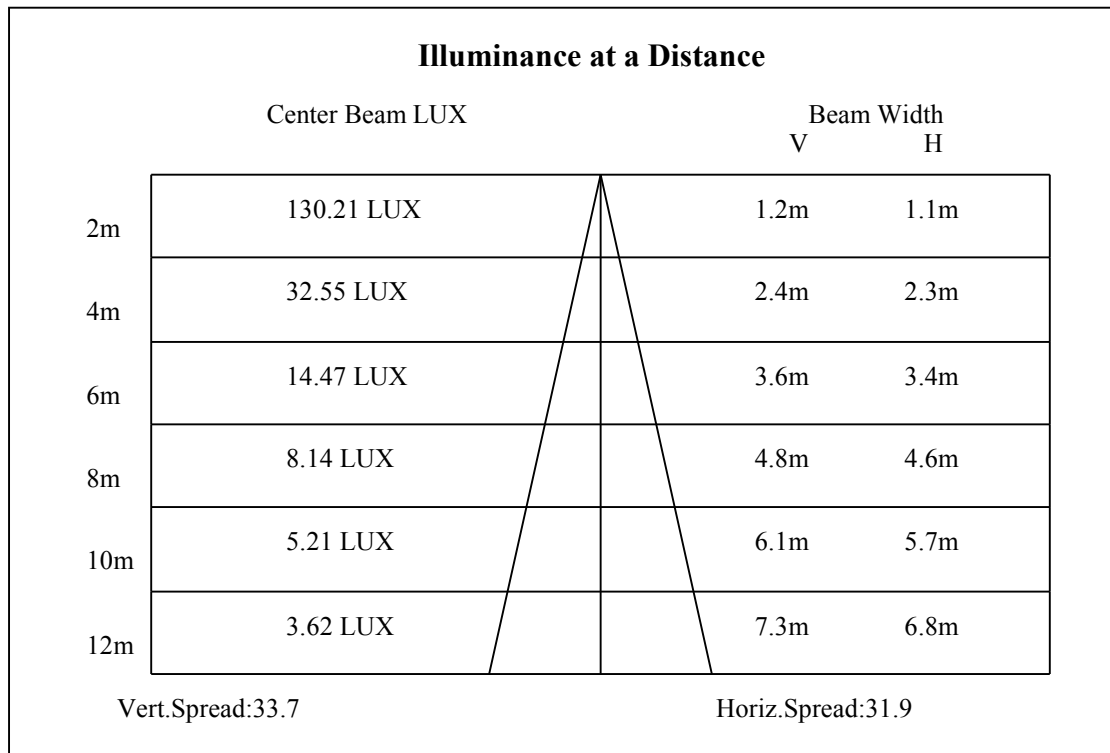 Illuminance at a Distance
Center Beam LUX Beam Width
V H
2m 130.21 LUX 1.2m 1.1m
4m 32.55 LUX 2.4m 2.3m
6m 14.47 LUX 3.6m 3.4m
8m 8.14 LUX 4.8m 4.6m
10m 5.21 LUX 6.1m 5.7m
12m 3.62 LUX 7.3m 6.8m
Vert.Spread:33.7 Horiz.Spread:31.9